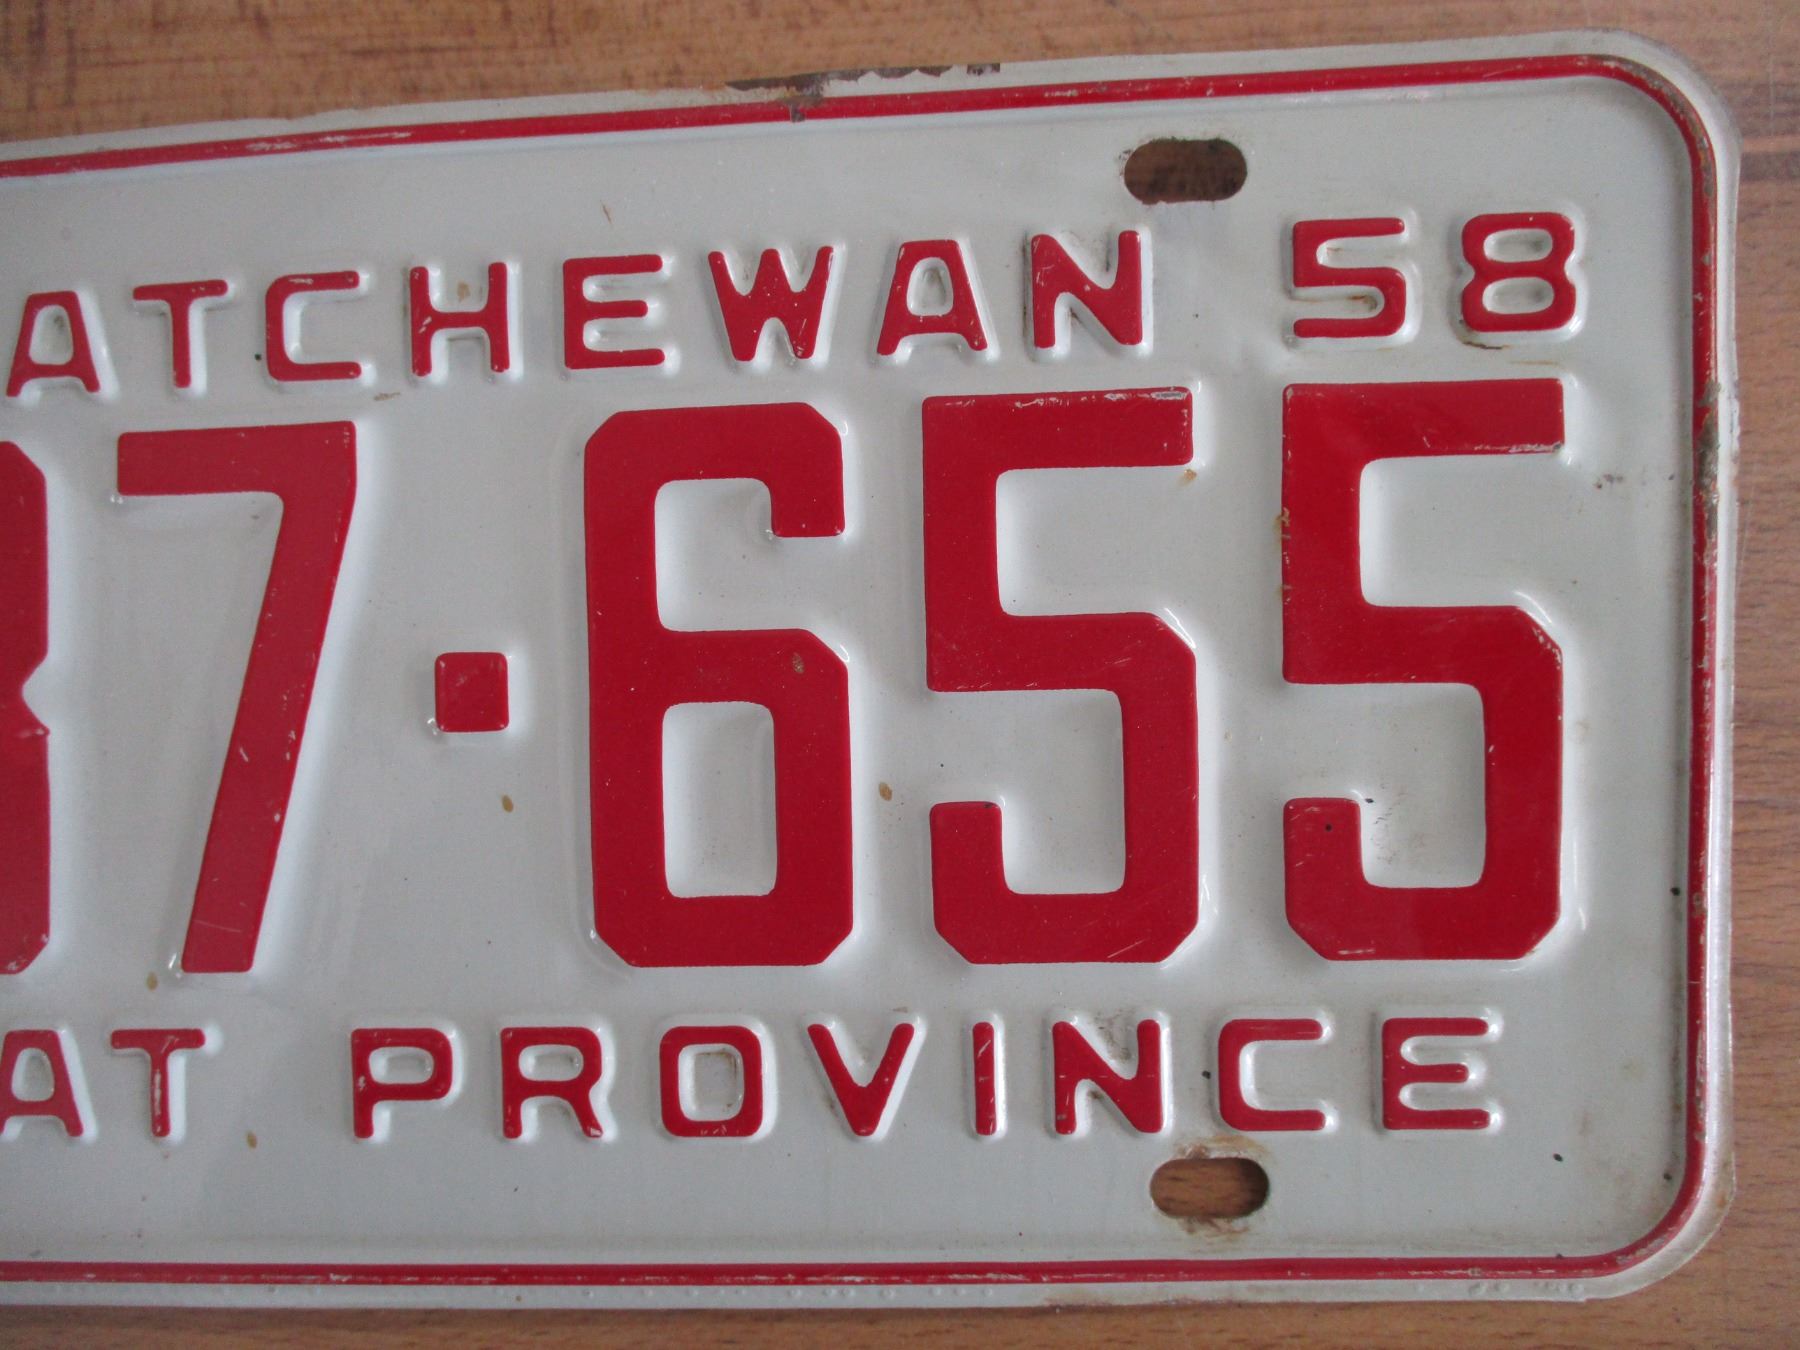 ATCHEWAN 58
37·655
AT PROVINCE